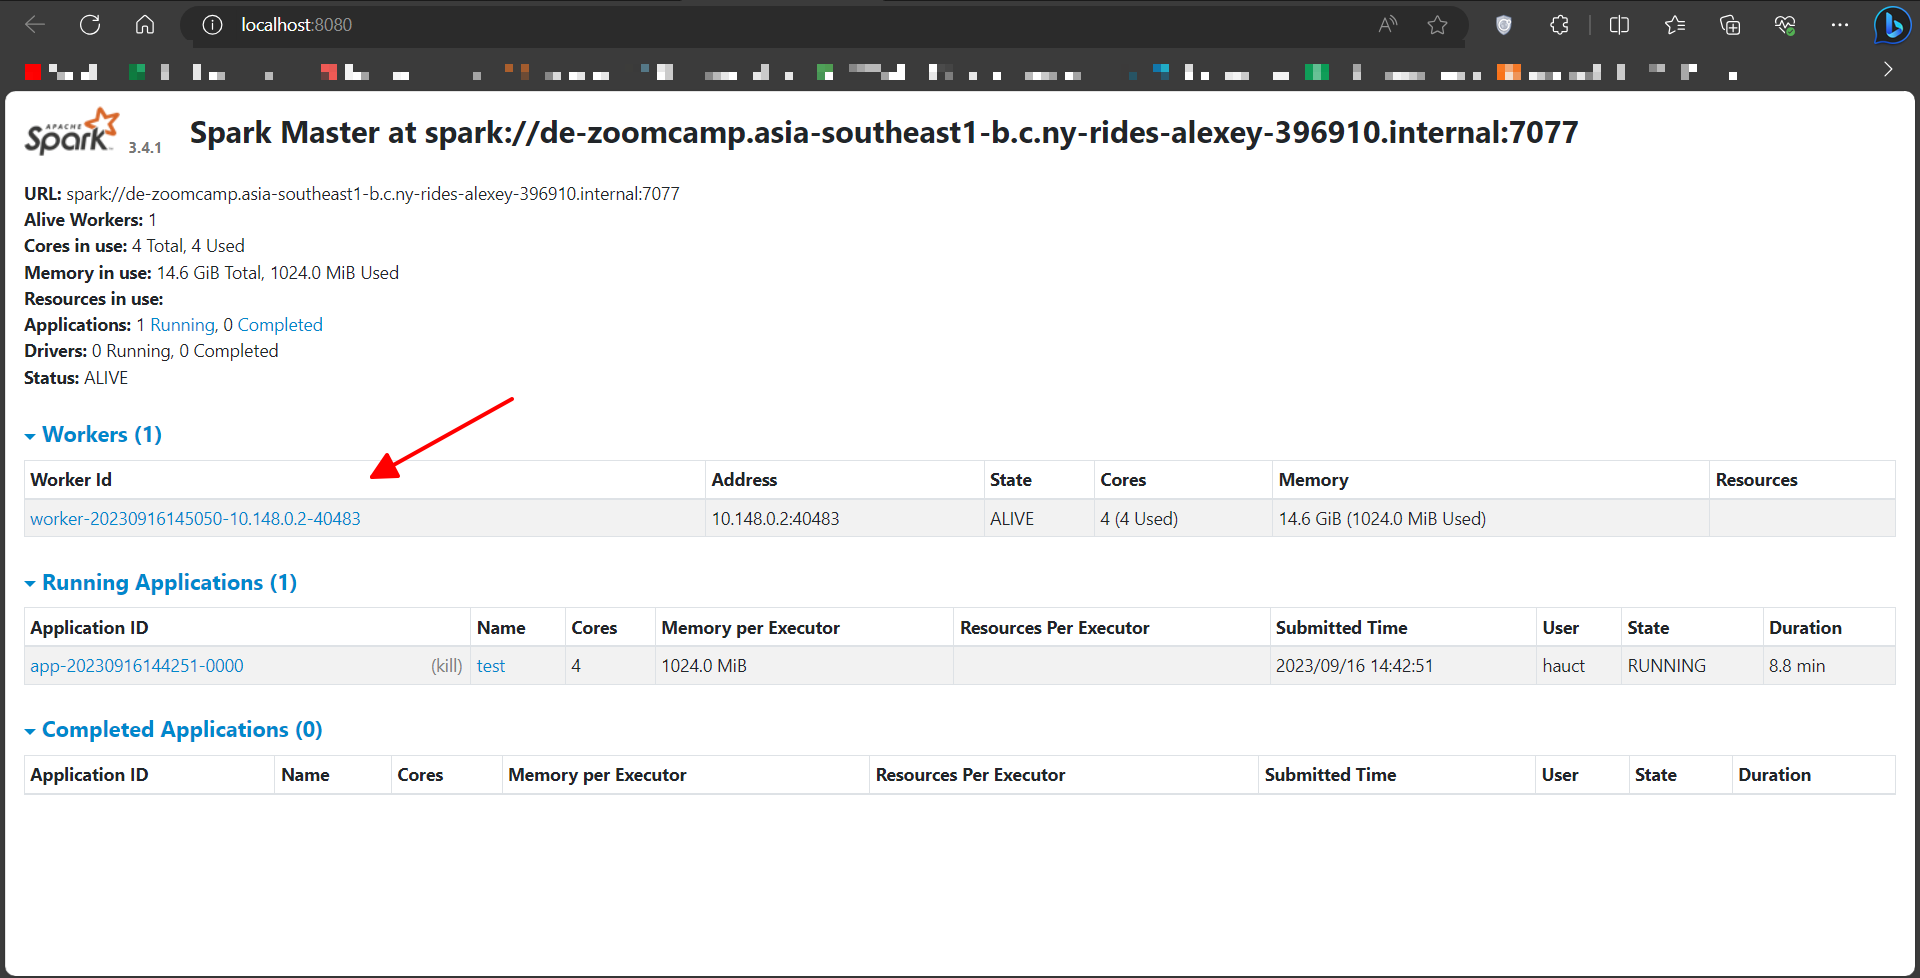 localhost:8080
APACHE Spark 3.4.1 Spark Master at spark://de-zoomcamp.asia-southeast1-b.c.ny-rides-alexey-396910.internal:7077
URL: spark://de-zoomcamp.asia-southeast1-b.c.ny-rides-alexey-396910.internal:7077
Alive Workers: 1
Cores in use: 4 Total, 4 Used
Memory in use: 14.6 GiB Total, 1024.0 MiB Used
Resources in use:
Applications: 1 Running, 0 Completed
Drivers: 0 Running, 0 Completed
Status: ALIVE
Workers (1)
Worker Id Address State Cores Memory Resources
worker-20230916145050-10.148.0.2-40483 10.148.0.2:40483 ALIVE 4 (4 Used) 14.6 GiB (1024.0 MiB Used)
Running Applications (1)
Application ID Name Cores Memory per Executor Resources Per Executor Submitted Time User State Duration
app-20230916144251-0000 (kill) test 4 1024.0 MiB 2023/09/16 14:42:51 hauct RUNNING 8.8 min
Completed Applications (0)
Application ID Name Cores Memory per Executor Resources Per Executor Submitted Time User State Duration